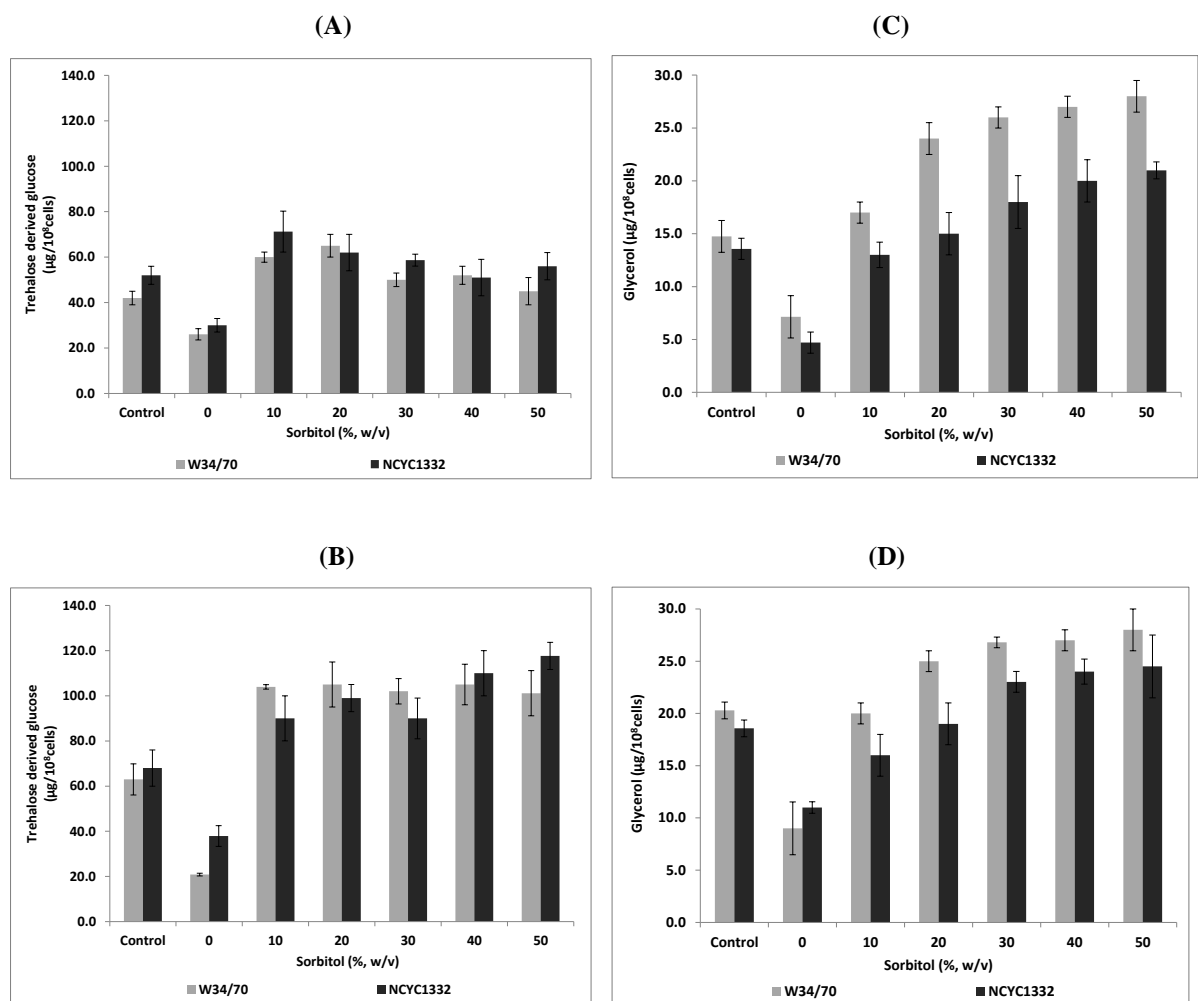 (A)
140.0
120.0
100.0
80.0
60.0
40.0
20.0
0.0
Trehalose derived glucose
(µg/10⁸cells)
Control 0 10 20 30 40 50
Sorbitol (%, w/v)
W34/70 NCYC1332
(C)
30.0
25.0
20.0
15.0
10.0
5.0
0.0
Glycerol (µg/10⁸cells)
Control 0 10 20 30 40 50
Sorbitol (%, w/v)
W34/70 NCYC1332
(B)
140.0
120.0
100.0
80.0
60.0
40.0
20.0
0.0
Trehalose derived glucose
(µg/10⁸cells)
Control 0 10 20 30 40 50
Sorbitol (%, w/v)
W34/70 NCYC1332
(D)
30.0
25.0
20.0
15.0
10.0
5.0
0.0
Glycerol (µg/10⁸cells)
Control 0 10 20 30 40 50
Sorbitol (%, w/v)
W34/70 NCYC1332